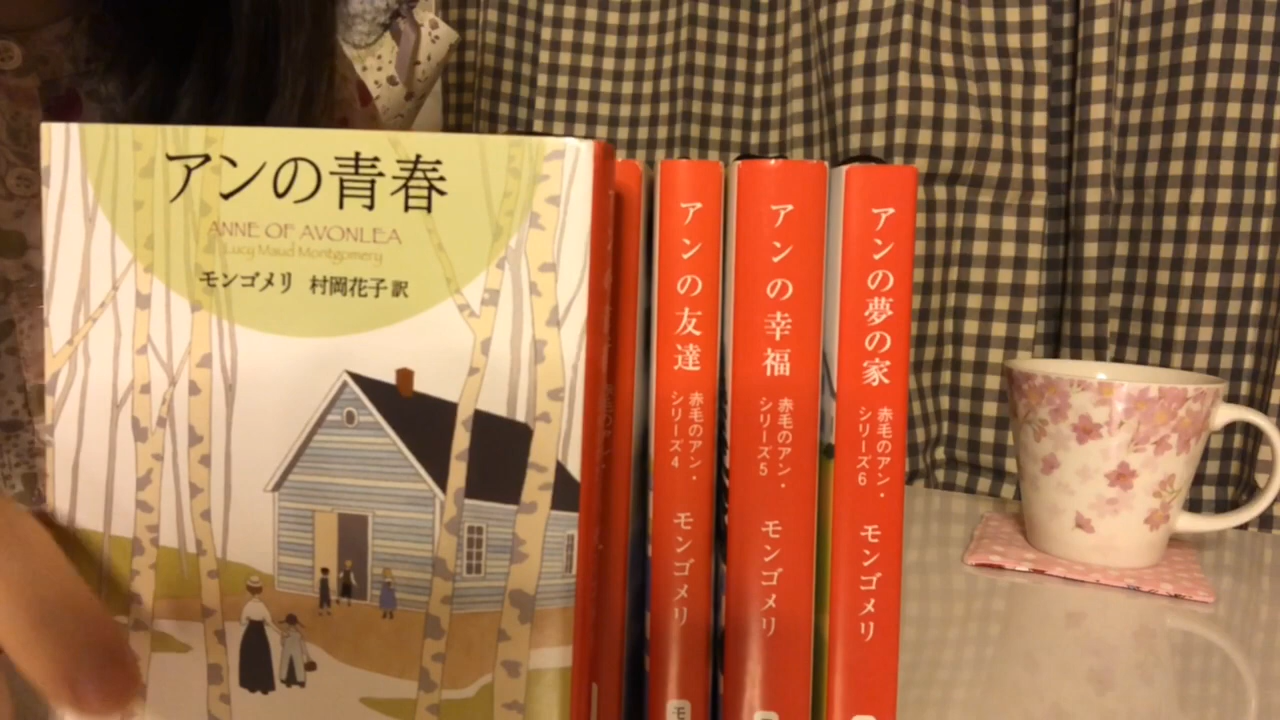 アンの青春
ANNE OF AVONLEA
Lucy Maud Montgomery
モンゴメリ 村岡花子 訳
アンの友達
赤毛のアン・
シリーズ4
モンゴメリ
アンの幸福
赤毛のアン・
シリーズ5
モンゴメリ
アンの夢の家
赤毛のアン・
シリーズ6
モンゴメリ